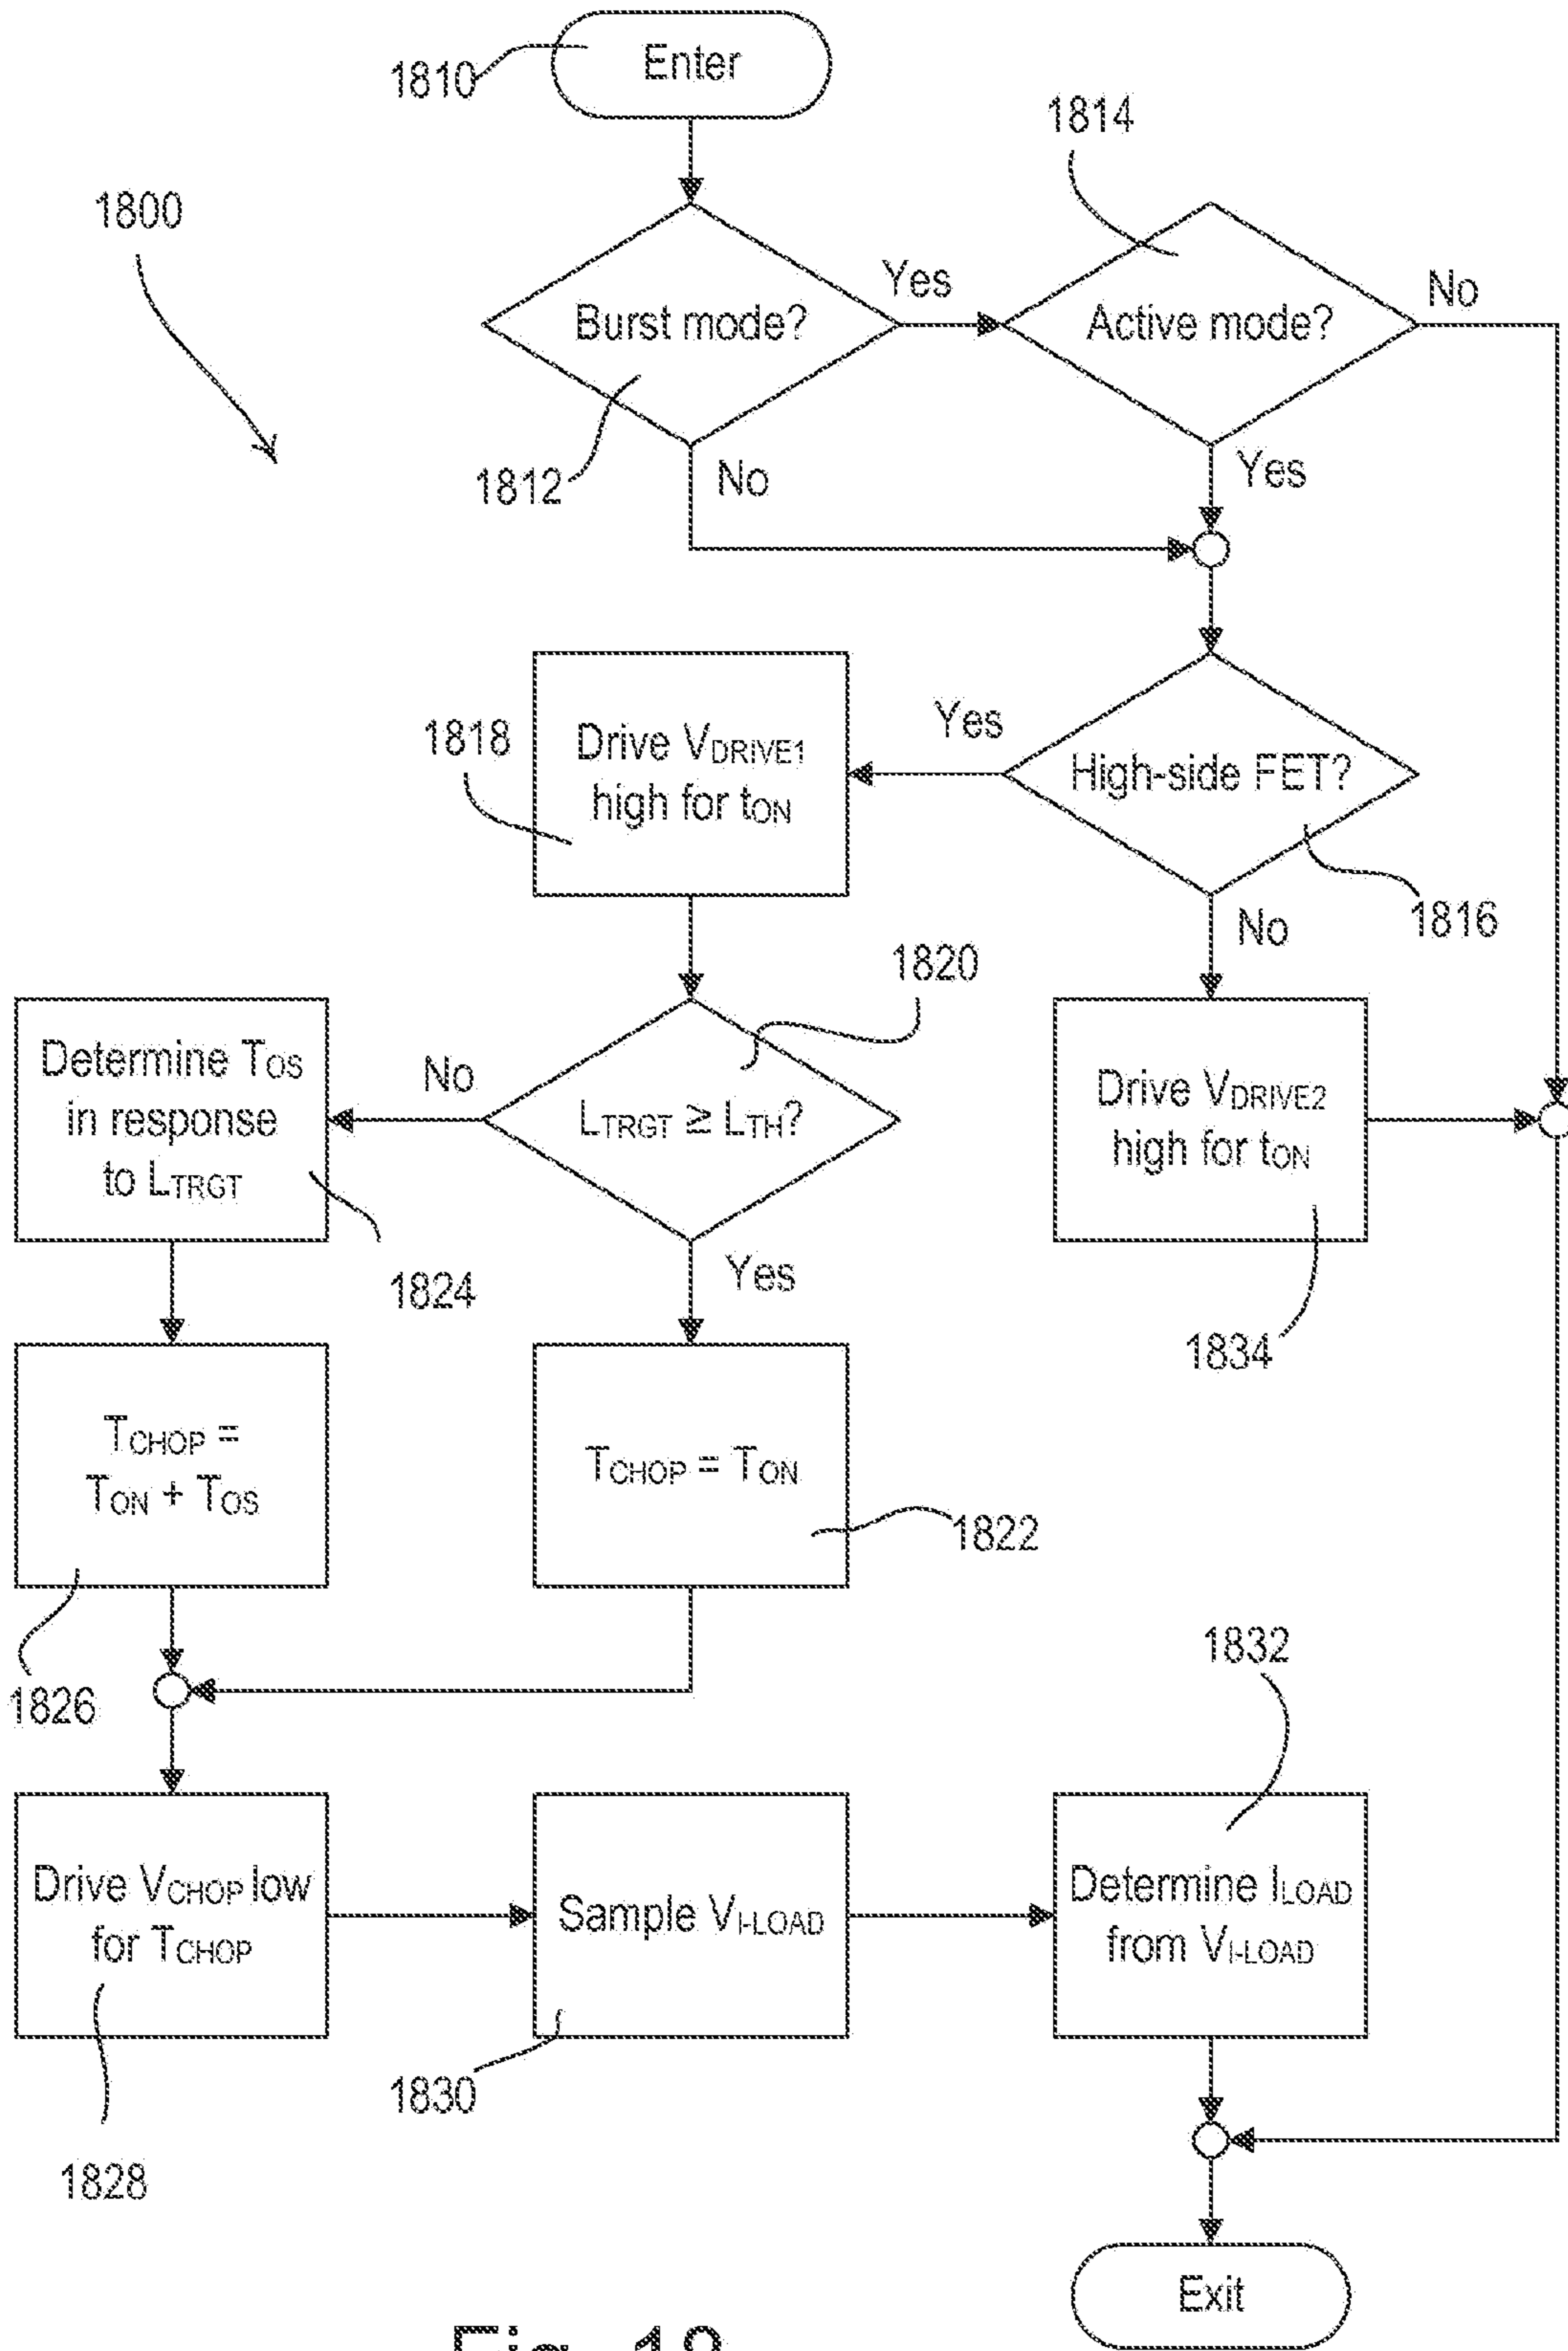 1810
Enter
1800
1814
Burst mode?
Yes
Active mode?
No
1812
No
Yes
1818
Drive VDRIVE1
high for tON
Yes
High-side FET?
1816
No
1820
Determine TOS
in response
to LTRGT
No
LTRGT ≥ LTH?
Drive VDRIVE2
high for tON
1824
Yes
1834
TCHOP =
TON + TOS
TCHOP = TON
1822
1826
1832
Drive VCHOP low
for TCHOP
Sample VI-LOAD
Determine ILOAD
from VI-LOAD
1830
1828
Exit
Fig. 18